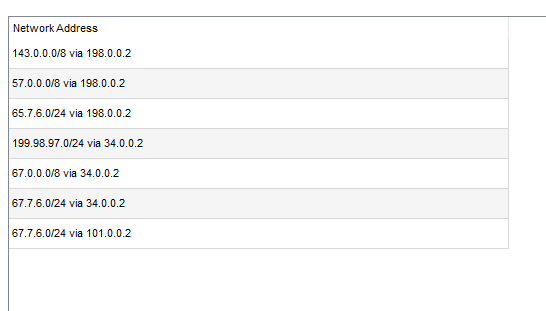 Network Address
143.0.0.0/8 via 198.0.0.2
57.0.0.0/8 via 198.0.0.2
65.7.6.0/24 via 198.0.0.2
199.98.97.0/24 via 34.0.0.2
67.0.0.0/8 via 34.0.0.2
67.7.6.0/24 via 34.0.0.2
67.7.6.0/24 via 101.0.0.2